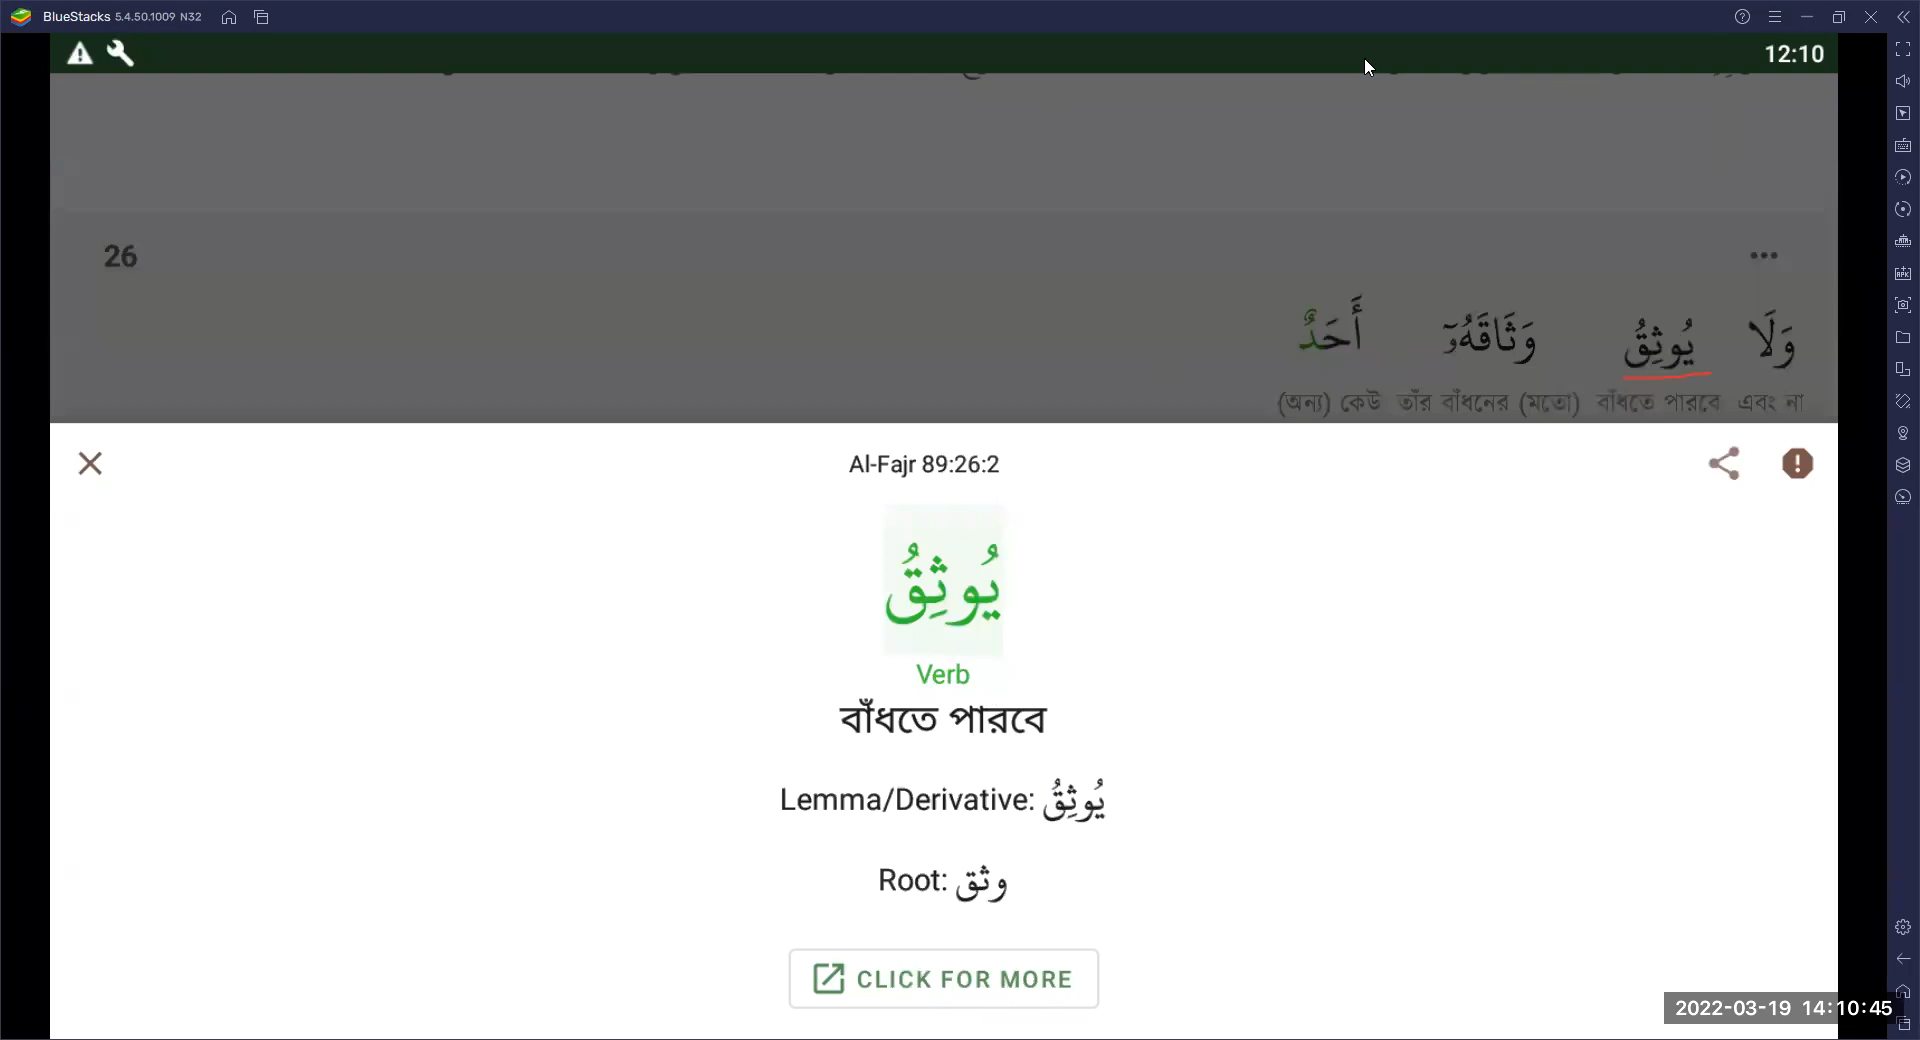 BlueStacks 5.4.50.1009 N32
12:10
26
وَلَا يُوثِقُ وَثَاقَهُۥٓ أَحَدٌ
(অন্য) কেউ তাঁর বাঁধনের (মতো) বাঁধতে পারবে এবং না
Al-Fajr 89:26:2
يُوثِقُ
Verb
বাঁধতে পারবে
Lemma/Derivative: يُوثِقُ
Root: وثق
CLICK FOR MORE
2022-03-19 14:10:45